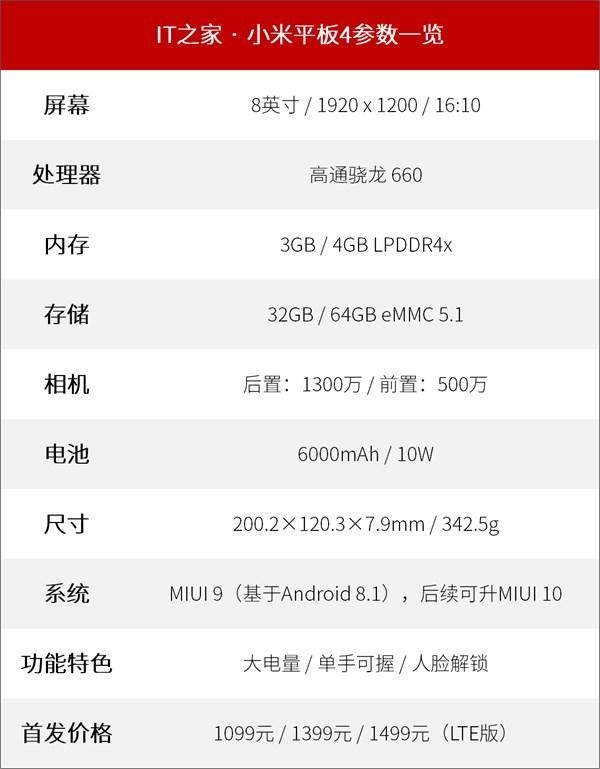 IT之家 · 小米平板4参数一览
屏幕 8英寸 / 1920 x 1200 / 16:10
处理器 高通骁龙 660
内存 3GB / 4GB LPDDR4x
存储 32GB / 64GB eMMC 5.1
相机 后置：1300万 / 前置：500万
电池 6000mAh / 10W
尺寸 200.2×120.3×7.9mm / 342.5g
系统 MIUI 9（基于Android 8.1），后续可升MIUI 10
功能特色 大电量 / 单手可握 / 人脸解锁
首发价格 1099元 / 1399元 / 1499元（LTE版）